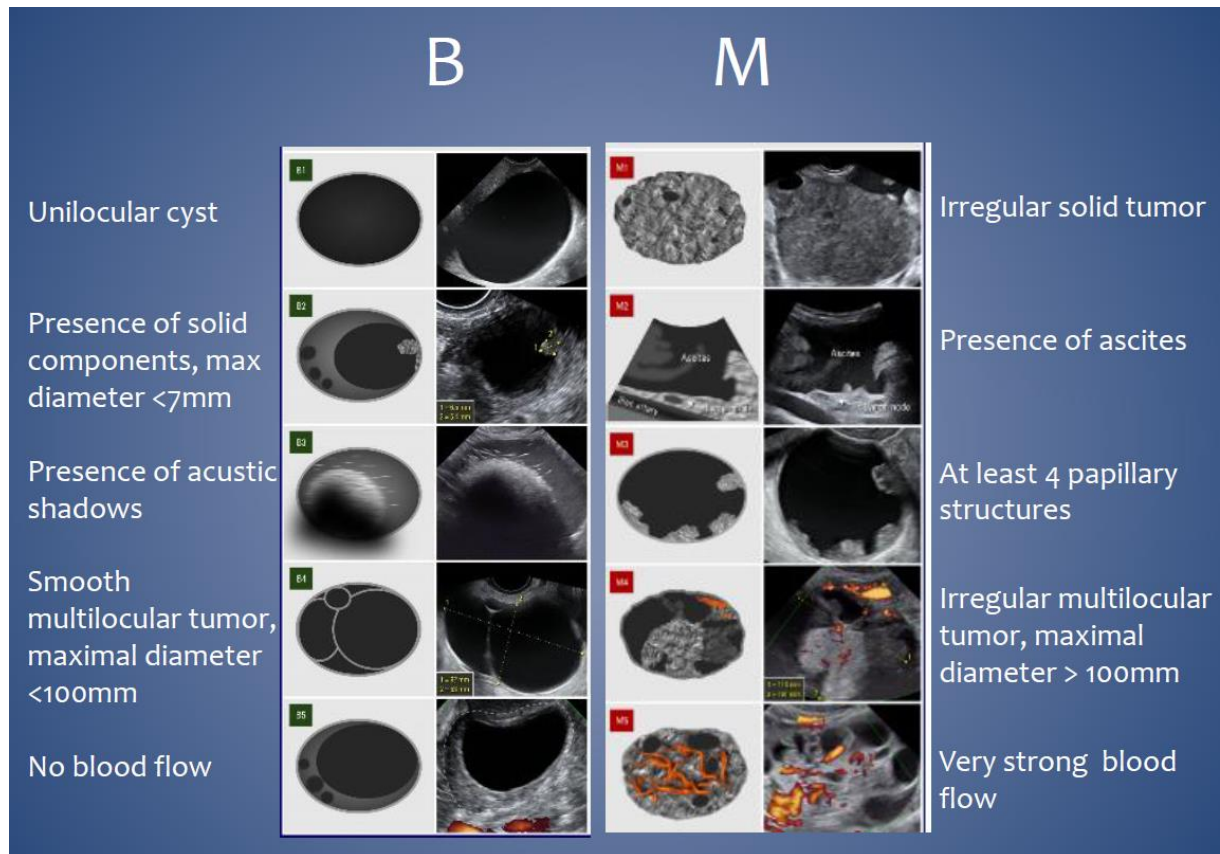 B
M
B1
M1
Unilocular cyst
Irregular solid tumor
B2
M2
Presence of solid
components, max
diameter <7mm
Ascites
Ascites
Presence of ascites
B3
M3
Presence of acustic
shadows
At least 4 papillary
structures
B4
M4
Smooth
multilocular tumor,
maximal diameter
<100mm
Irregular multilocular
tumor, maximal
diameter > 100mm
B5
M5
No blood flow
Very strong blood
flow